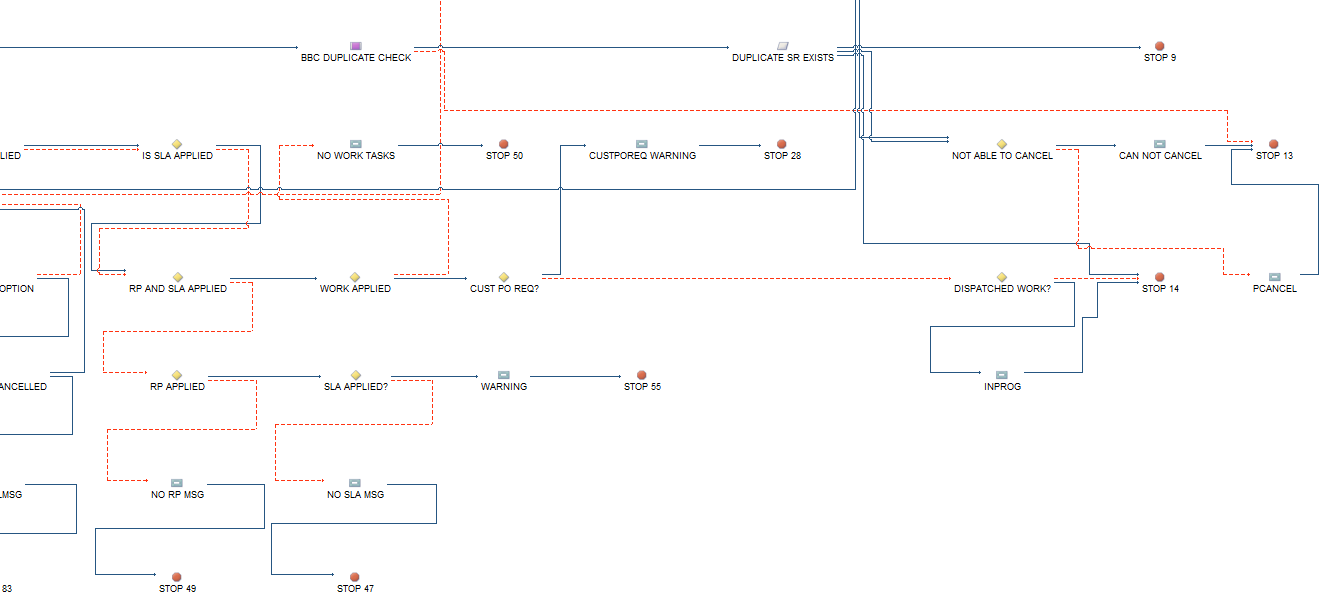 BBC DUPLICATE CHECK
DUPLICATE SR EXISTS
STOP 9
LIED
IS SLA APPLIED
NO WORK TASKS
STOP 50
CUSTPOREQ WARNING
STOP 28
NOT ABLE TO CANCEL
CAN NOT CANCEL
STOP 13
OPTION
RP AND SLA APPLIED
WORK APPLIED
CUST PO REQ?
DISPATCHED WORK?
STOP 14
PCANCEL
ANCELLED
RP APPLIED
SLA APPLIED?
WARNING
STOP 55
INPROG
MSG
NO RP MSG
NO SLA MSG
83
STOP 49
STOP 47